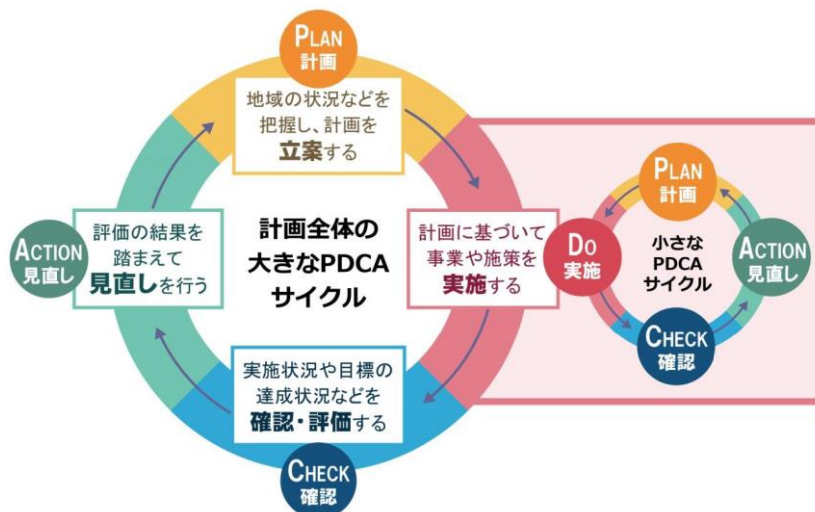 PLAN
計画
地域の状況などを
把握し、計画を
立案する
計画に基づいて
事業や施策を
実施する
DO
実施
実施状況や目標の
達成状況などを
確認・評価する
CHECK
確認
ACTION
見直し
評価の結果を
踏まえて
見直しを行う
計画全体の
大きなPDCA
サイクル
PLAN
計画
ACTION
見直し
小さな
PDCA
サイクル
CHECK
確認